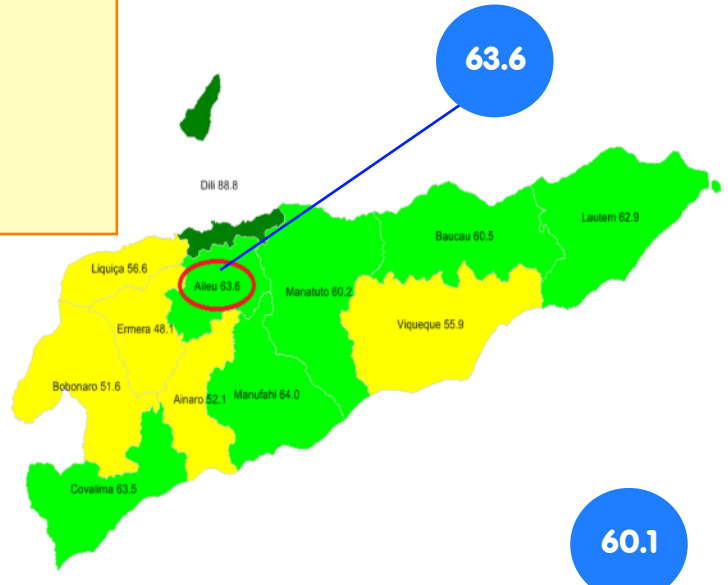 63.6
Dili 88.8
Lautem 62.9
Baucau 60.5
Liquiça 56.6
Aileu 63.6
Manatuto 60.2
Ermera 48.1
Viqueque 55.9
Bobonaro 51.6
Ainaro 52.1
Manufahi 64.0
Covalima 63.5
60.1